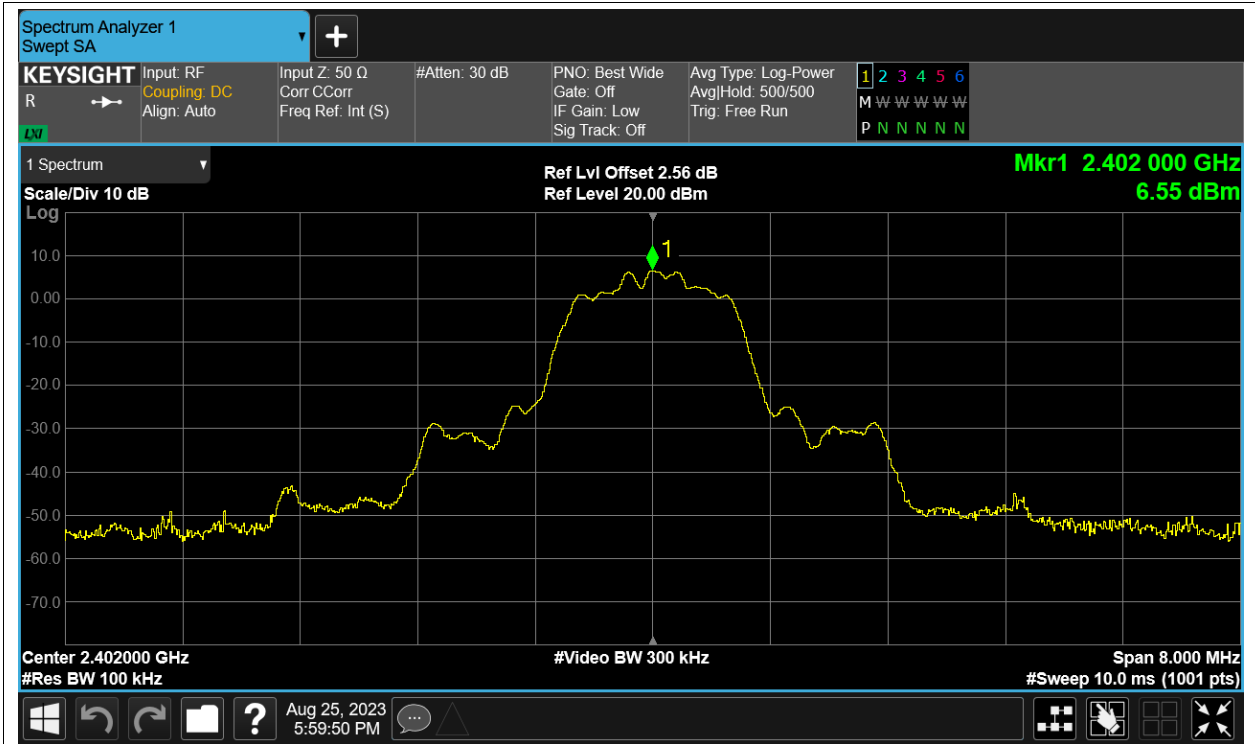 Spectrum Analyzer 1
Swept SA
KEYSIGHT
R
LXI
Input: RF
Coupling: DC
Align: Auto
Input Z: 50 Ω
Corr CCorr
Freq Ref: Int (S)
#Atten: 30 dB
PNO: Best Wide
Gate: Off
IF Gain: Low
Sig Track: Off
Avg Type: Log-Power
Avg|Hold: 500/500
Trig: Free Run
1 2 3 4 5 6
M W W W W W
P N N N N N
1 Spectrum
Scale/Div 10 dB
Log
Ref Lvl Offset 2.56 dB
Ref Level 20.00 dBm
Mkr1 2.402 000 GHz
6.55 dBm
1
10.0
0.00
-10.0
-20.0
-30.0
-40.0
-50.0
-60.0
-70.0
Center 2.402000 GHz
#Res BW 100 kHz
#Video BW 300 kHz
Span 8.000 MHz
#Sweep 10.0 ms (1001 pts)
?
Aug 25, 2023
5:59:50 PM